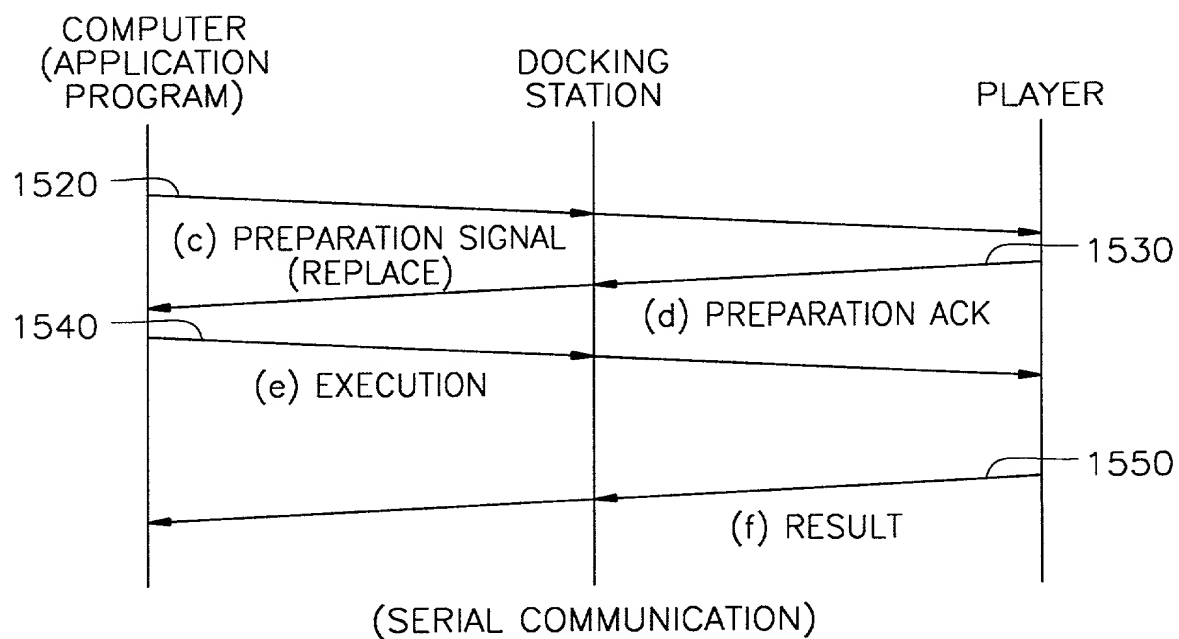 COMPUTER
(APPLICATION
PROGRAM)
DOCKING
STATION
PLAYER
1520
(c) PREPARATION SIGNAL
(REPLACE)
1530
(d) PREPARATION ACK
1540
(e) EXECUTION
1550
(f) RESULT
(SERIAL COMMUNICATION)